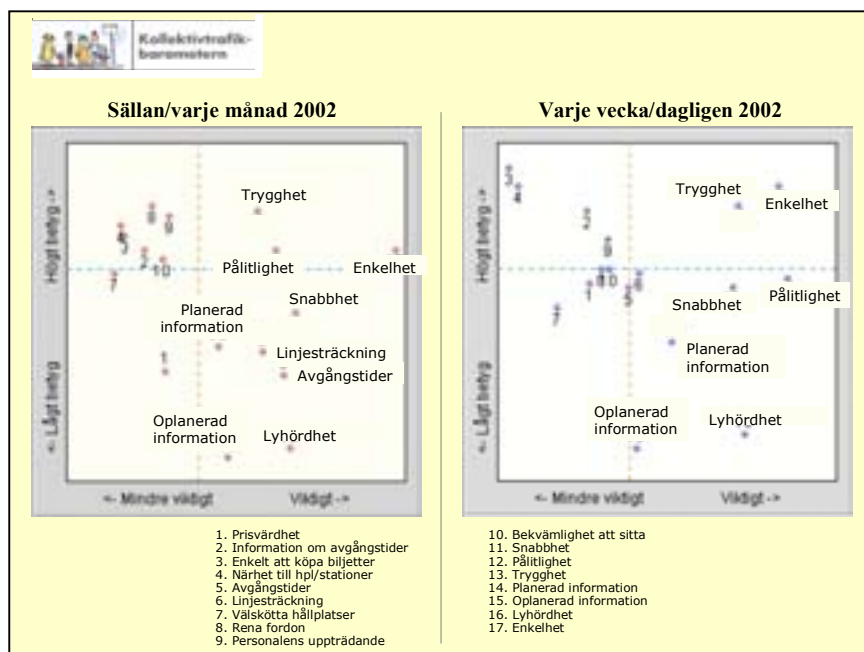 Kollektivtrafik-
barometern
Sällan/varje månad 2002
Högt betyg ->
<- Lågt betyg
Trygghet
Pålitlighet
Enkelhet
Snabbhet
Planerad
information
Linjesträckning
1
Avgångstider
Oplanerad
information
Lyhördhet
<- Mindre viktigt
Viktigt ->
Varje vecka/dagligen 2002
Högt betyg ->
<- Lågt betyg
Trygghet
Enkelhet
Snabbhet
Pålitlighet
Planerad
information
Oplanerad
information
Lyhördhet
<- Mindre viktigt
Viktigt ->
1. Prisvärdhet
2. Information om avgångstider
3. Enkelt att köpa biljetter
4. Närhet till hpl/stationer
5. Avgångstider
6. Linjesträckning
7. Välskötta hållplatser
8. Rena fordon
9. Personalens uppträdande
10. Bekvämlighet att sitta
11. Snabbhet
12. Pålitlighet
13. Trygghet
14. Planerad information
15. Oplanerad information
16. Lyhördhet
17. Enkelhet